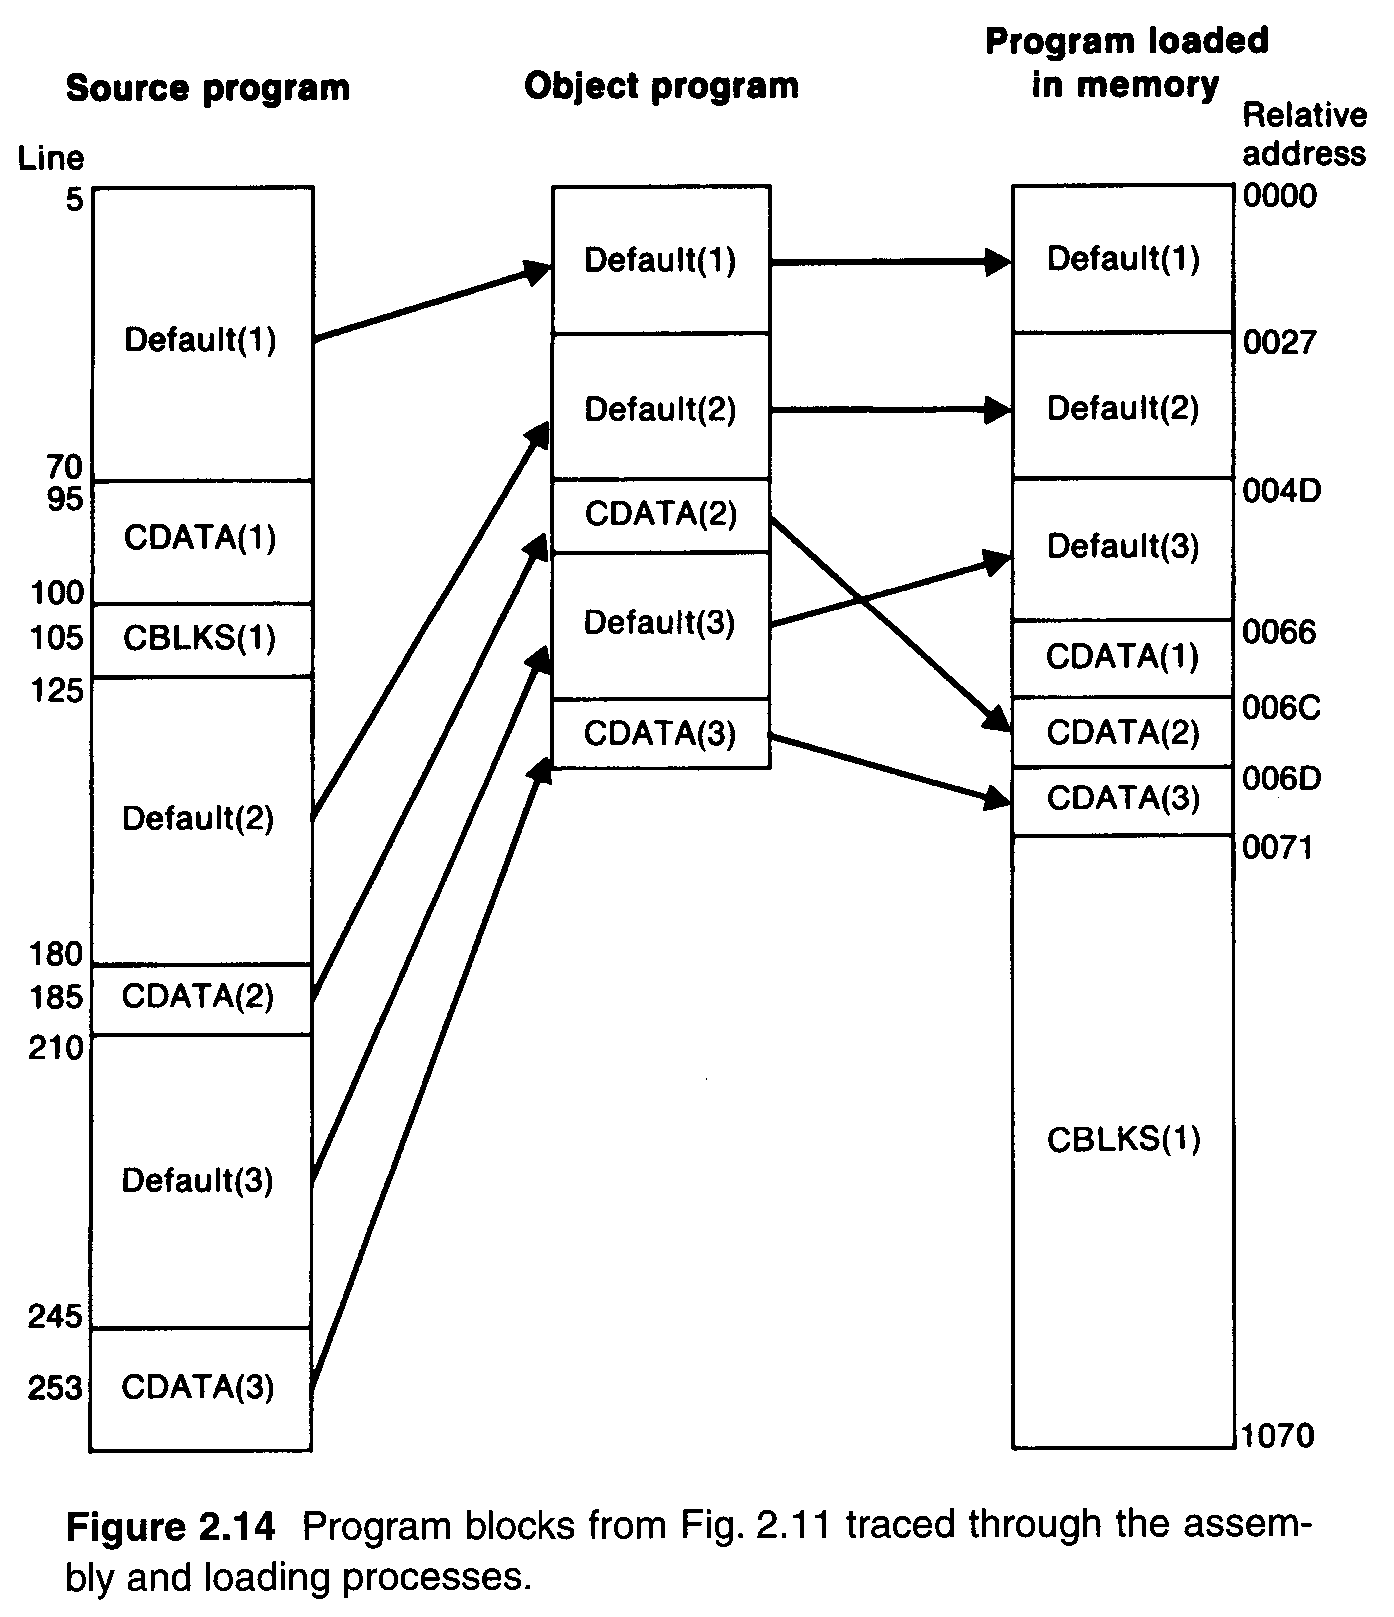 Source program
Object program
Program loaded
in memory
Relative
address
Line
5
Default(1)
70
95
CDATA(1)
100
105
CBLKS(1)
125
Default(2)
180
185
CDATA(2)
210
Default(3)
245
253
CDATA(3)
Default(1)
Default(2)
CDATA(2)
Default(3)
CDATA(3)
0000
Default(1)
0027
Default(2)
004D
Default(3)
0066
CDATA(1)
006C
CDATA(2)
006D
CDATA(3)
0071
CBLKS(1)
1070
Figure 2.14 Program blocks from Fig. 2.11 traced through the assem-
bly and loading processes.